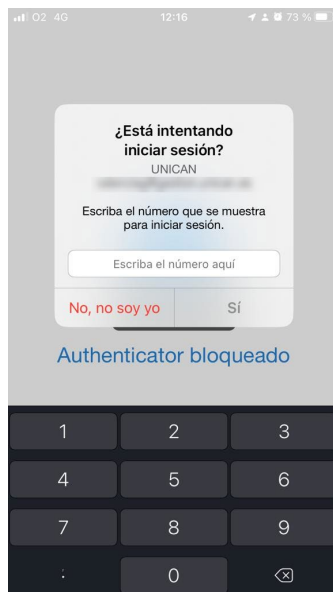 O2 4G 12:16 73 %
¿Está intentando
iniciar sesión?
UNICAN
Escriba el número que se muestra
para iniciar sesión.
Escriba el número aquí
No, no soy yo Sí
Authenticator bloqueado
1 2 3
4 5 6
7 8 9
: 0